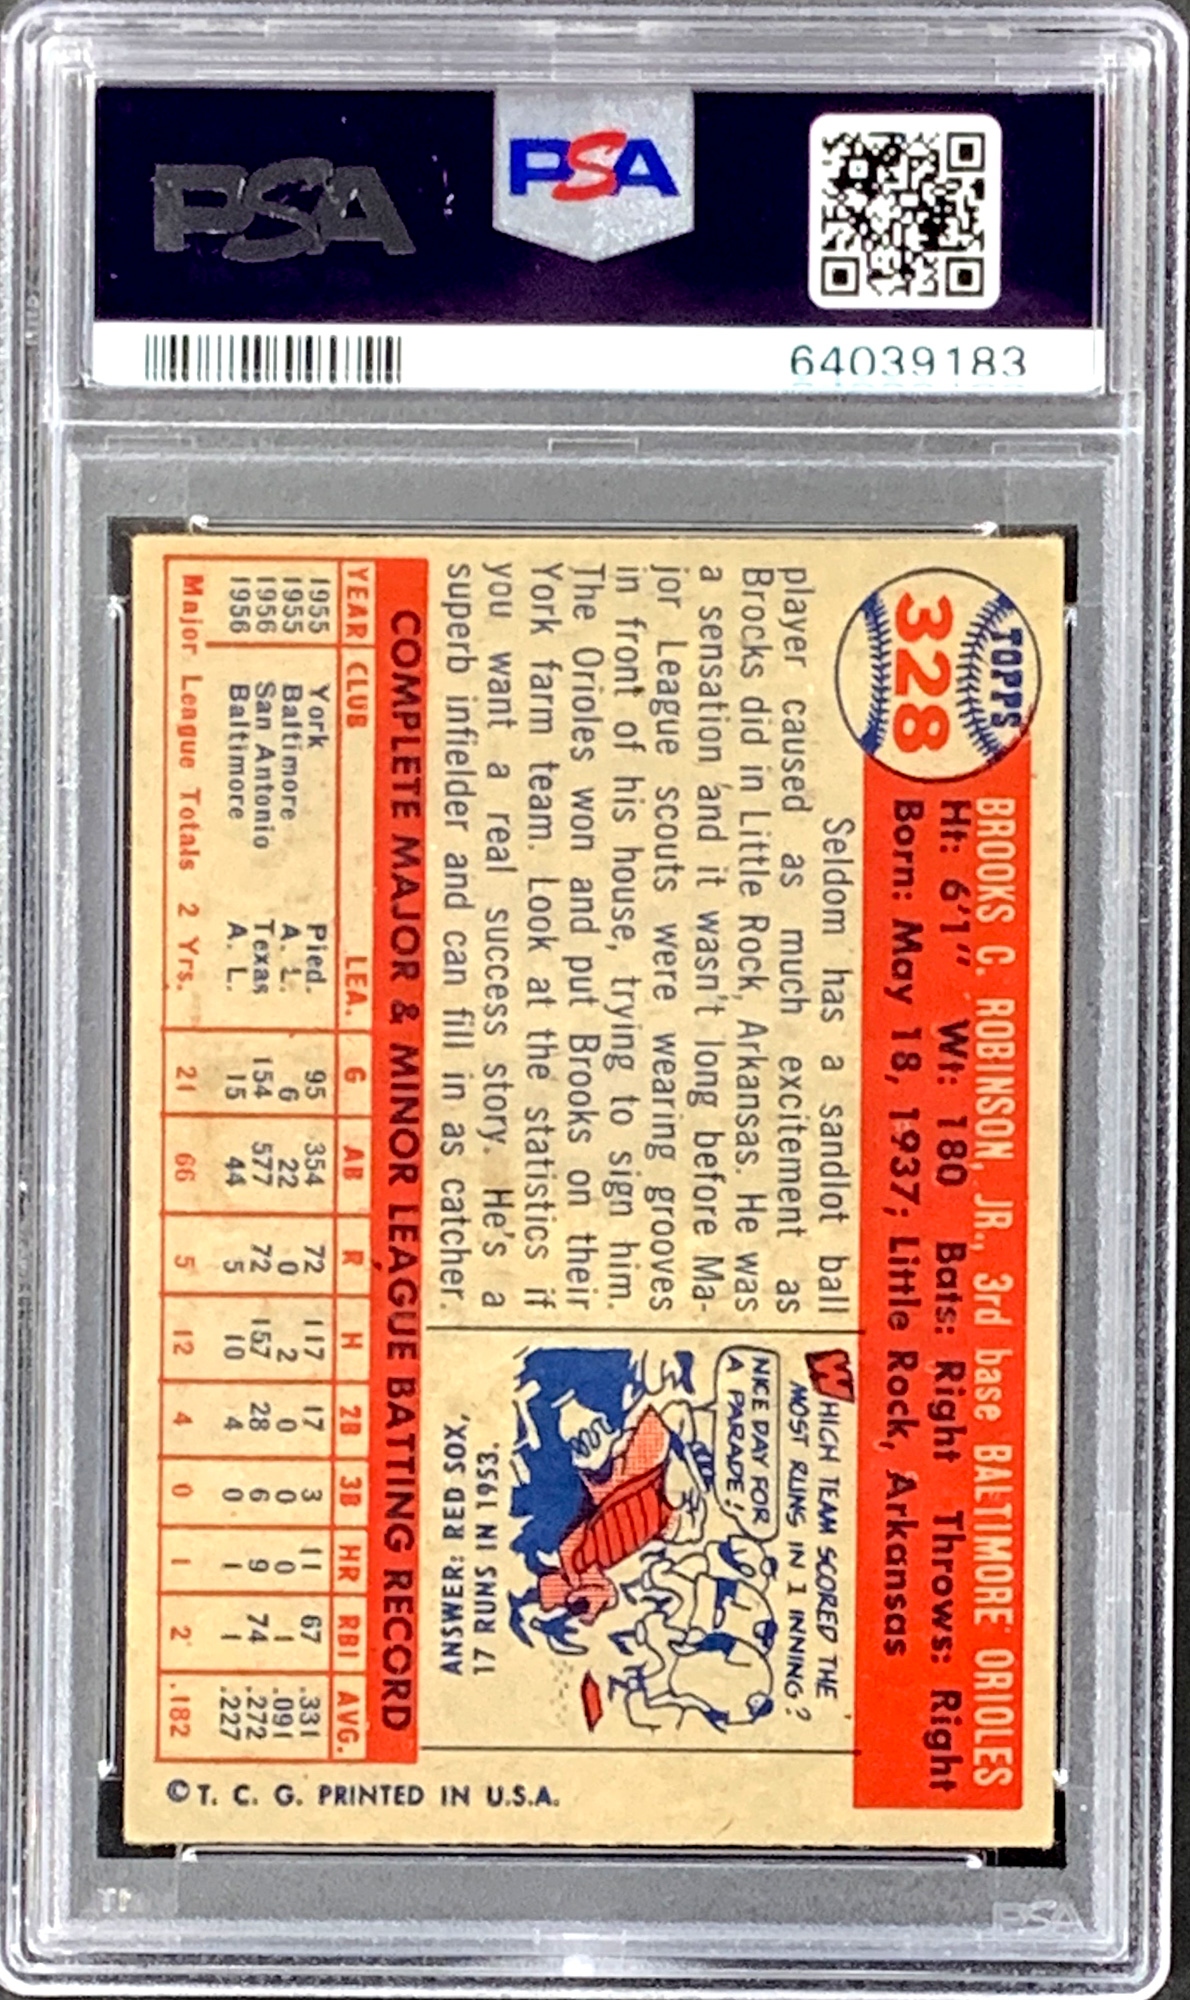 PSA
PSA
64039183
TOPPS
328
BROOKS C. ROBINSON, JR., 3rd base BALTIMORE ORIOLES
Ht: 6'1" Wt: 180 Bats: Right Throws: Right
Born: May 18, 1937; Little Rock, Arkansas
Seldom has a sandlot ball
player caused as much excitement as
Brocks did in Little Rock, Arkansas. He was
a sensation and it wasn't long before Ma-
jor League scouts were wearing grooves
in front of his house, trying to sign him.
The Orioles won and put Brooks on their
York farm team. Look at the statistics if
you want a real success story. He's a
superb infielder and can fill in as catcher.
WHICH TEAM SCORED THE
MOST RUNS IN 1 INNING?
NICE DAY FOR
A PARADE!
ANSWER: RED SOX,
17 RUNS IN 1953.
COMPLETE MAJOR & MINOR LEAGUE BATTING RECORD
YEAR CLUB LEA. G AB R H 2B 3B HR RBI AVG.
1955 York Pied. 95 354 72 117 17 3 11 67 .331
1955 Baltimore A. L. 6 22 0 2 0 0 0 1 .091
1956 San Antonio Texas 154 577 72 157 28 6 9 74 .272
1956 Baltimore A. L. 15 44 5 10 4 0 1 1 .227
Major League Totals 2 Yrs. 21 66 5 12 4 0 1 2 .182
© T. C. G. PRINTED IN U.S.A.
PSA